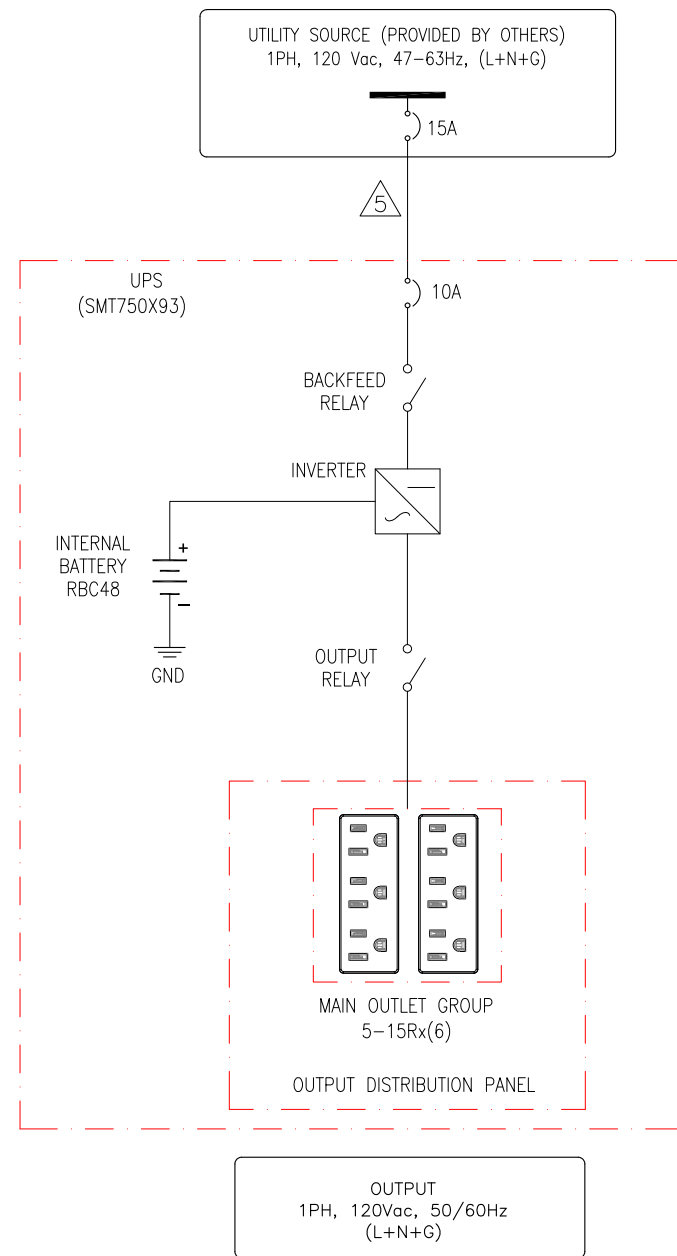 UTILITY SOURCE (PROVIDED BY OTHERS)
1PH, 120 Vac, 47-63Hz, (L+N+G)
15A
5
UPS
(SMT750X93)
10A
BACKFEED
RELAY
INVERTER
INTERNAL
BATTERY
RBC48
+
−
GND
OUTPUT
RELAY
MAIN OUTLET GROUP
5-15Rx(6)
OUTPUT DISTRIBUTION PANEL
OUTPUT
1PH, 120Vac, 50/60Hz
(L+N+G)